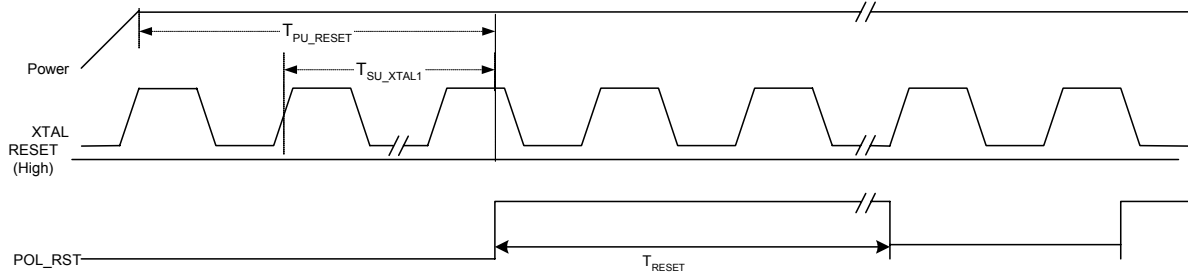 T_PU_RESET
Power
T_SU_XTAL1
XTAL
RESET
(High)
POL_RST
T_RESET